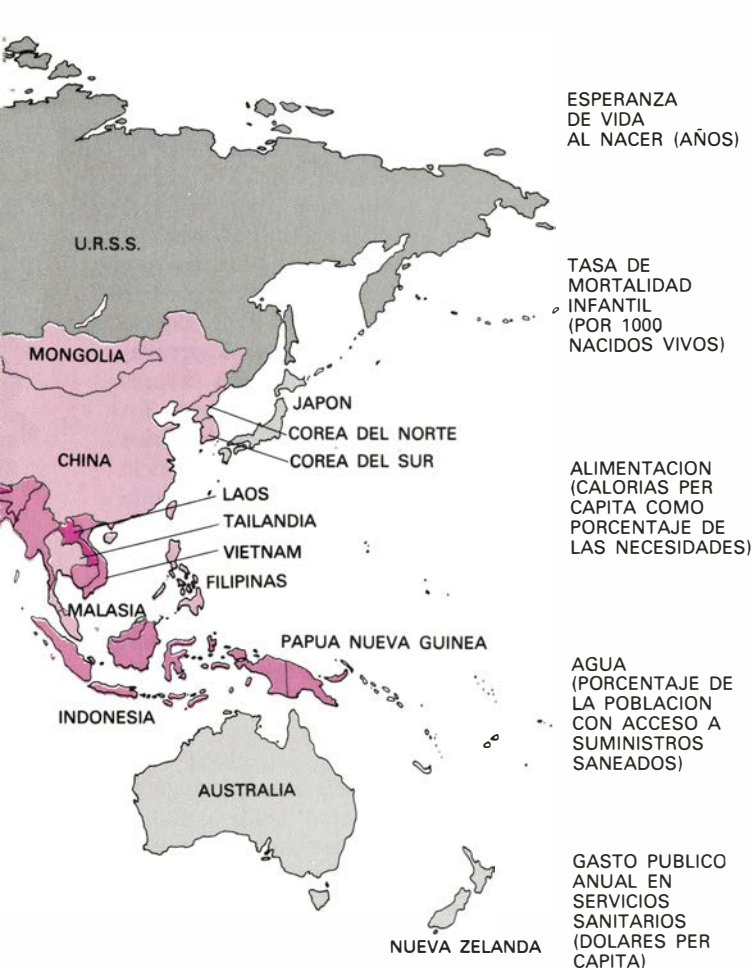 U.R.S.S.
MONGOLIA
JAPON
COREA DEL NORTE
CHINA
COREA DEL SUR
LAOS
TAILANDIA
VIETNAM
FILIPINAS
MALASIA
PAPUA NUEVA GUINEA
INDONESIA
AUSTRALIA
NUEVA ZELANDA
ESPERANZA
DE VIDA
AL NACER (AÑOS)
TASA DE
MORTALIDAD
INFANTIL
(POR 1000
NACIDOS VIVOS)
ALIMENTACION
(CALORIAS PER
CAPITA COMO
PORCENTAJE DE
LAS NECESIDADES)
AGUA
(PORCENTAJE DE
LA POBLACION
CON ACCESO A
SUMINISTROS
SANEADOS)
GASTO PUBLICO
ANUAL EN
SERVICIOS
SANITARIOS
(DOLARES PER
CAPITA)